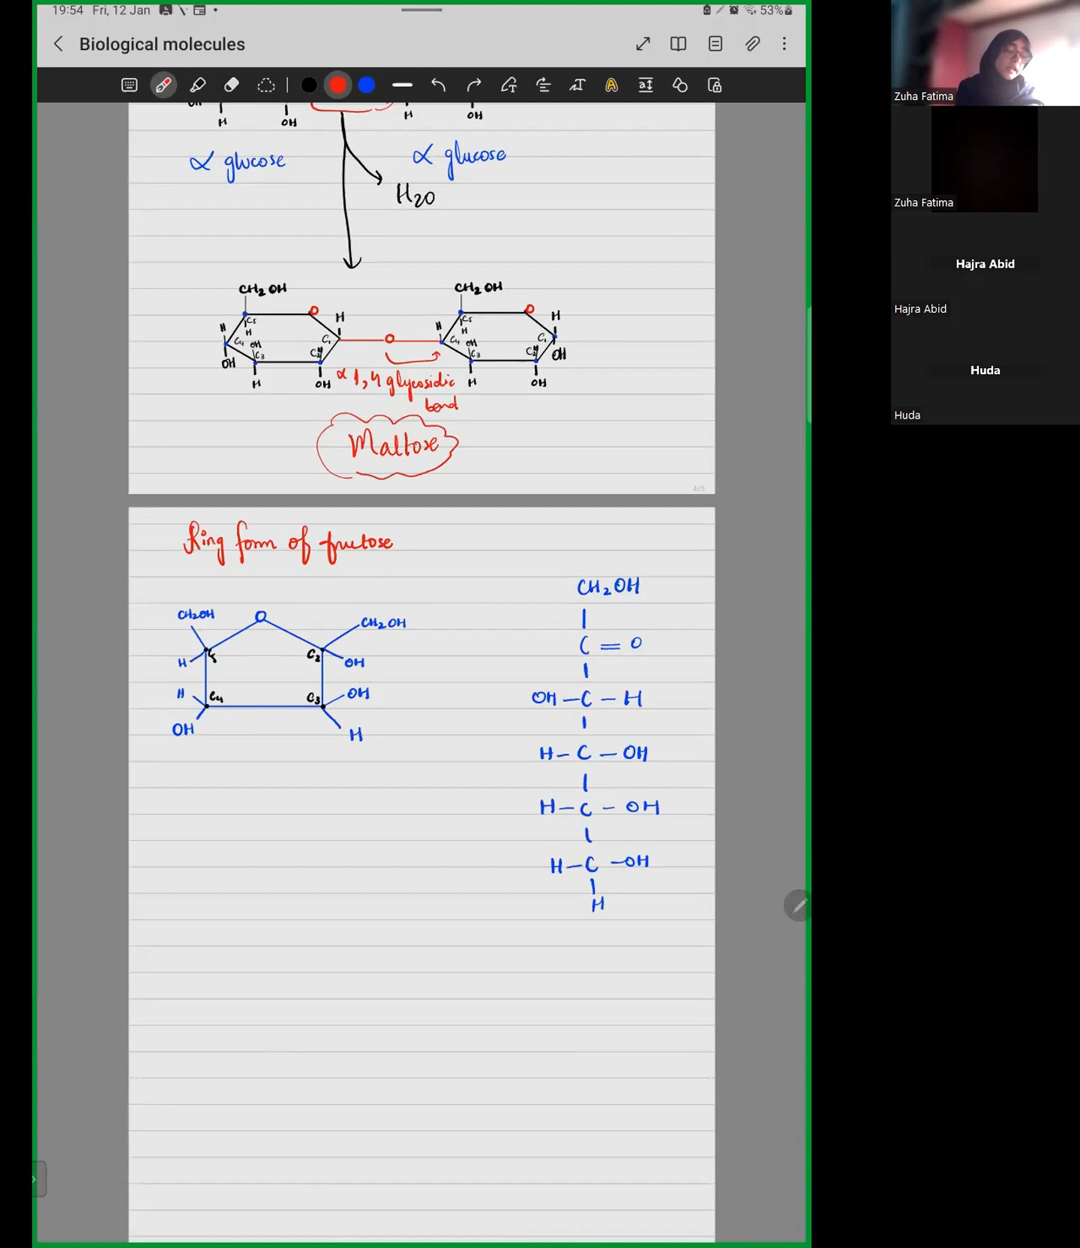 19:54 Fri, 12 Jan
53%
Biological molecules
Zuha Fatima
Zuha Fatima
Hajra Abid
Hajra Abid
Huda
Huda
OH
H
OH
H
OH
α glucose
α glucose
H2O
CH2OH
O
H
H
C5
H
C4
OH
C3
C2
H
C1
OH
H
OH
O
CH2OH
O
H
H
C5
H
C4
OH
C3
C2
H
C1
OH
H
OH
α 1,4 glycosidic
bond
Maltose
4/5
Ring form of fructose
CH2OH
O
CH2OH
H
C5
C2
OH
H
C4
C3
OH
OH
H
CH2OH
C = O
OH – C – H
H – C – OH
H – C – OH
H – C – OH
H